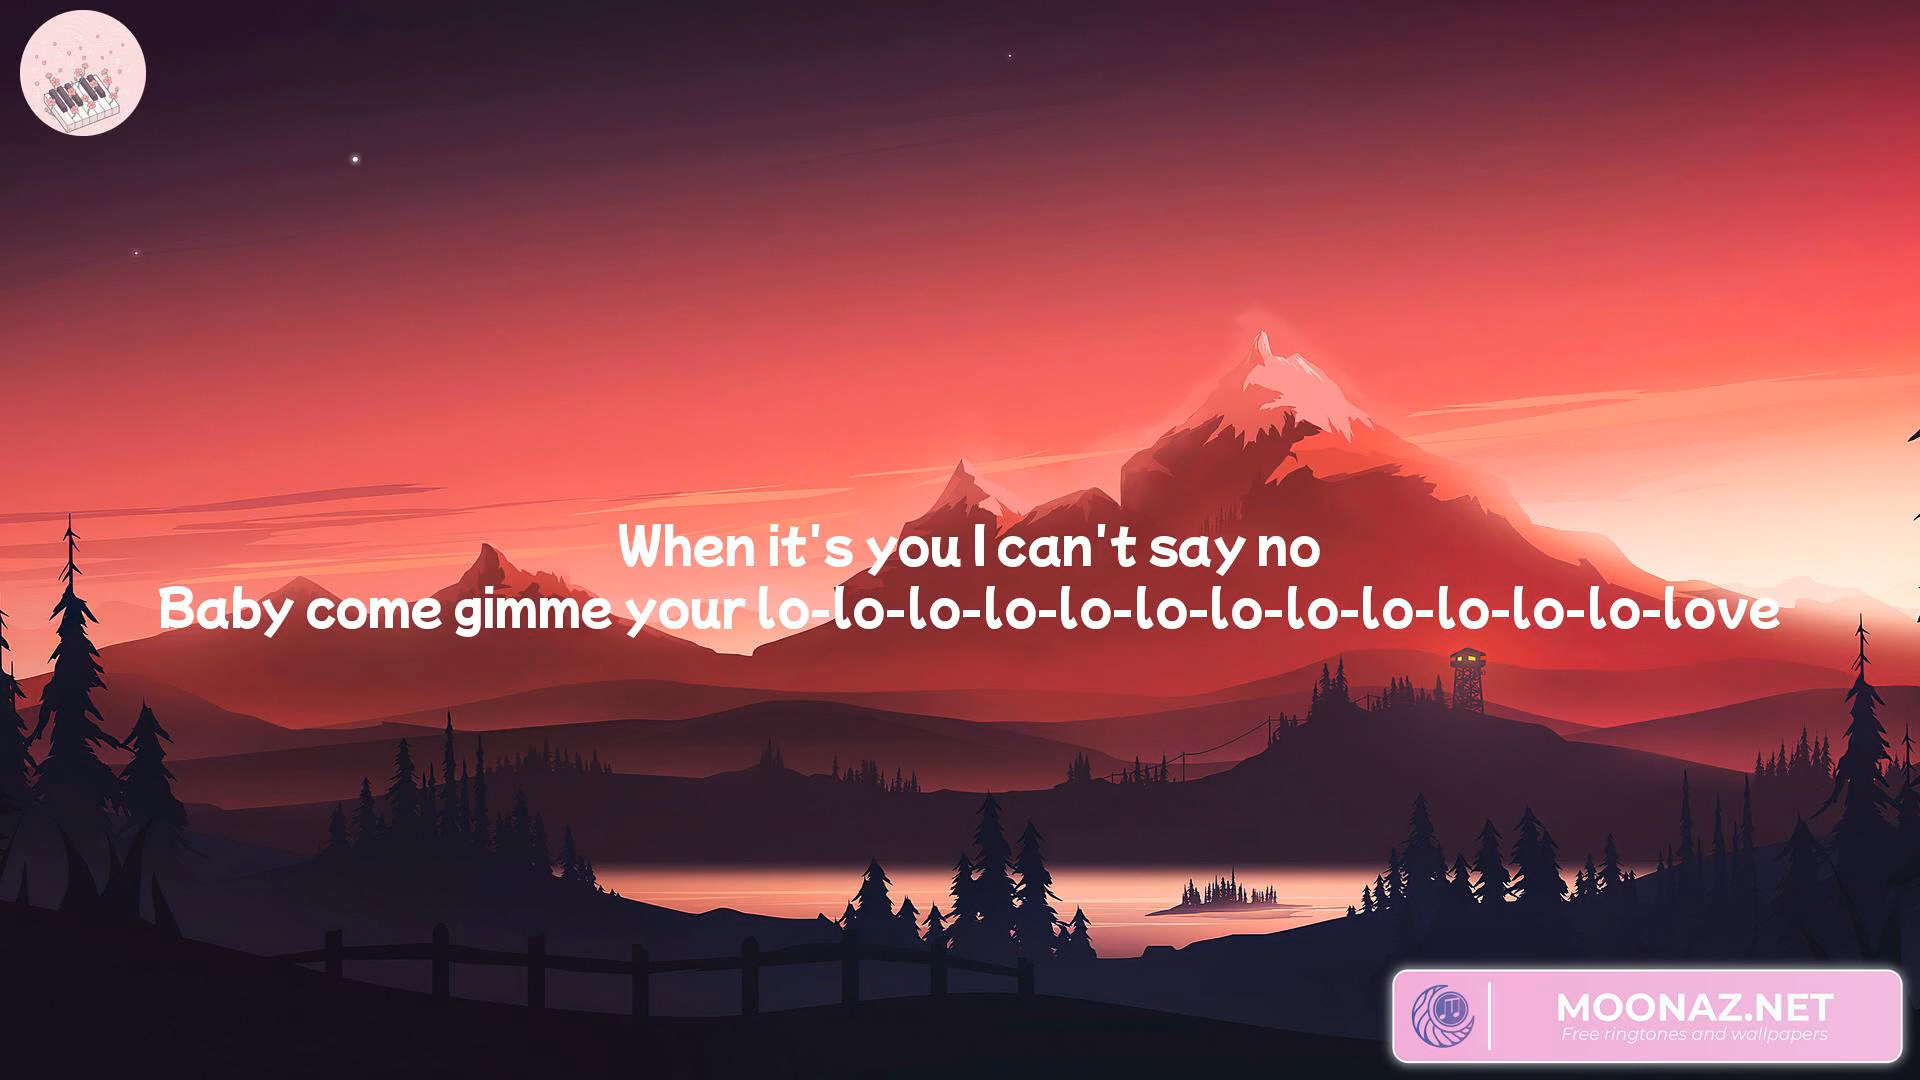 When it's you I can't say no
Baby come gimme your lo-lo-lo-lo-lo-lo-lo-lo-lo-lo-lo-lo-love
MOONAZ.NET
Free ringtones and wallpapers